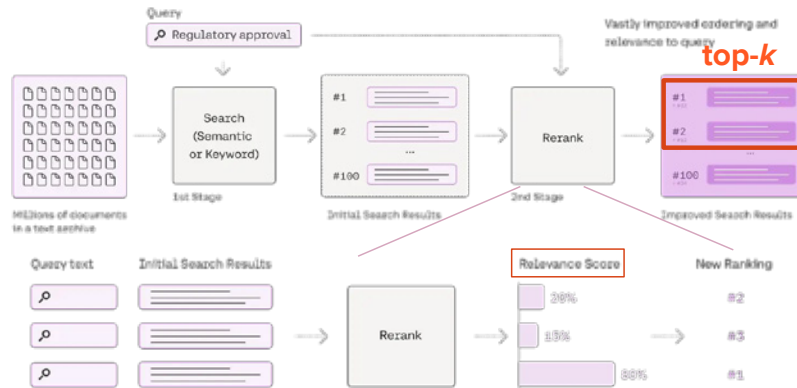 Query
Regulatory approval
Vastly improved ordering and
relevance to query
top-k
Search
(Semantic
or Keyword)
#1
#2
...
#100
Rerank
#1
#2
...
#100
1st Stage
2nd Stage
Millions of documents
in a text archive
Initial Search Results
Improved Search Results
Query text
Initial Search Results
Relevance Score
New Ranking
Rerank
#2
15%
#3
#1